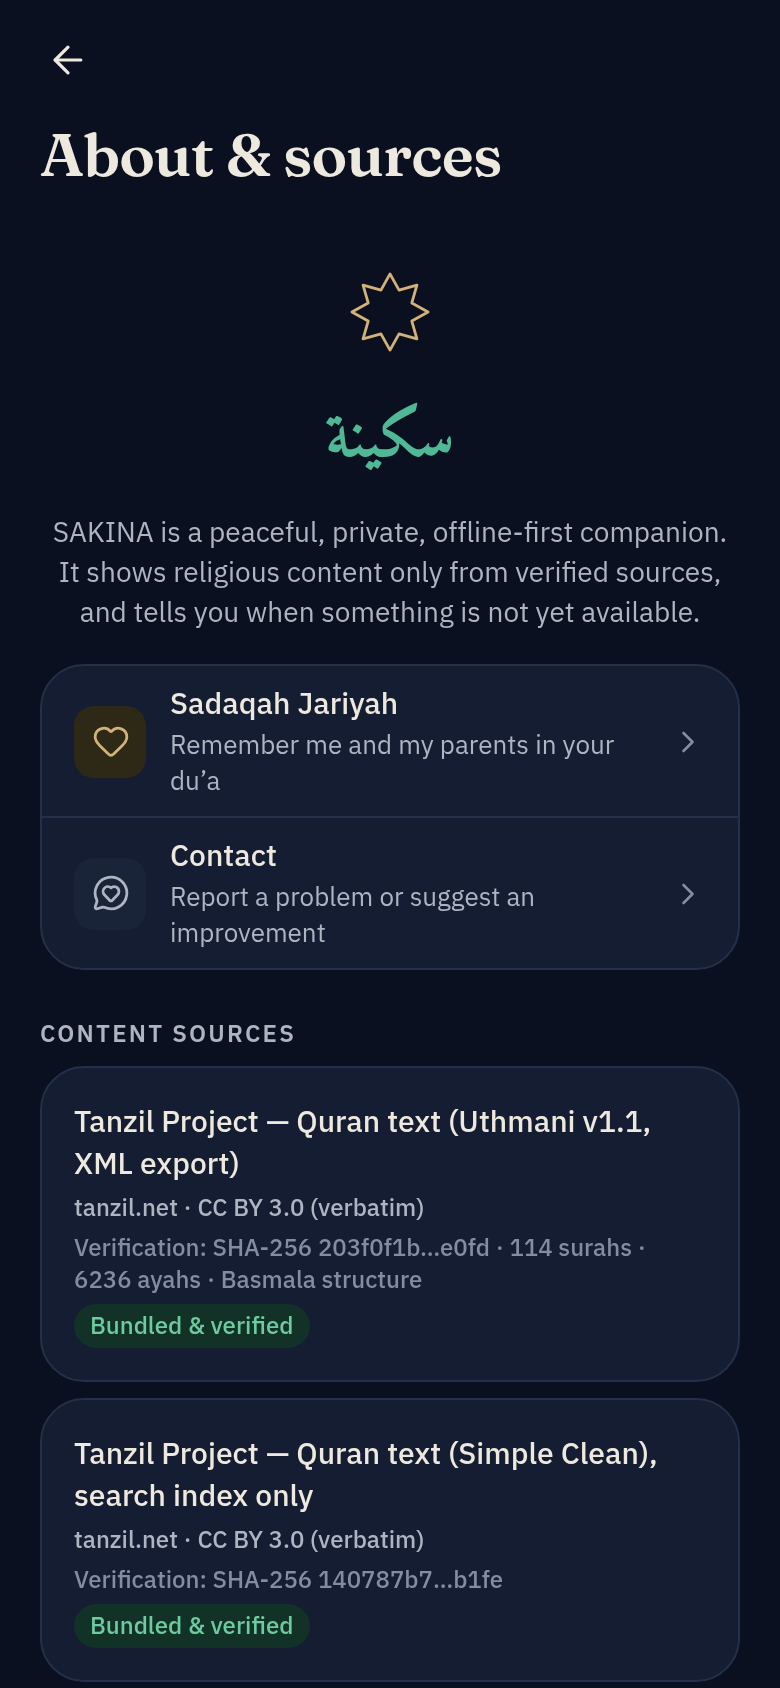 About & sources
سكينة
SAKINA is a peaceful, private, offline-first companion.
It shows religious content only from verified sources,
and tells you when something is not yet available.
Sadaqah Jariyah
Remember me and my parents in your
du’a
Contact
Report a problem or suggest an
improvement
CONTENT SOURCES
Tanzil Project — Quran text (Uthmani v1.1,
XML export)
tanzil.net · CC BY 3.0 (verbatim)
Verification: SHA-256 203f0f1b…e0fd · 114 surahs ·
6236 ayahs · Basmala structure
Bundled & verified
Tanzil Project — Quran text (Simple Clean),
search index only
tanzil.net · CC BY 3.0 (verbatim)
Verification: SHA-256 140787b7…b1fe
Bundled & verified